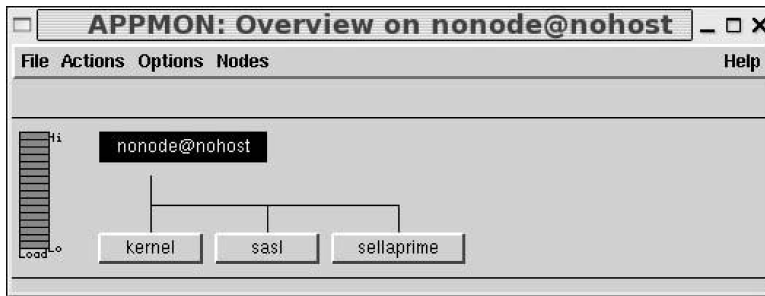 APPMON: Overview on nonode@nohost
File Actions Options Nodes Help
Hi
nonode@nohost
Lo
Load
kernel sasl sellaprime